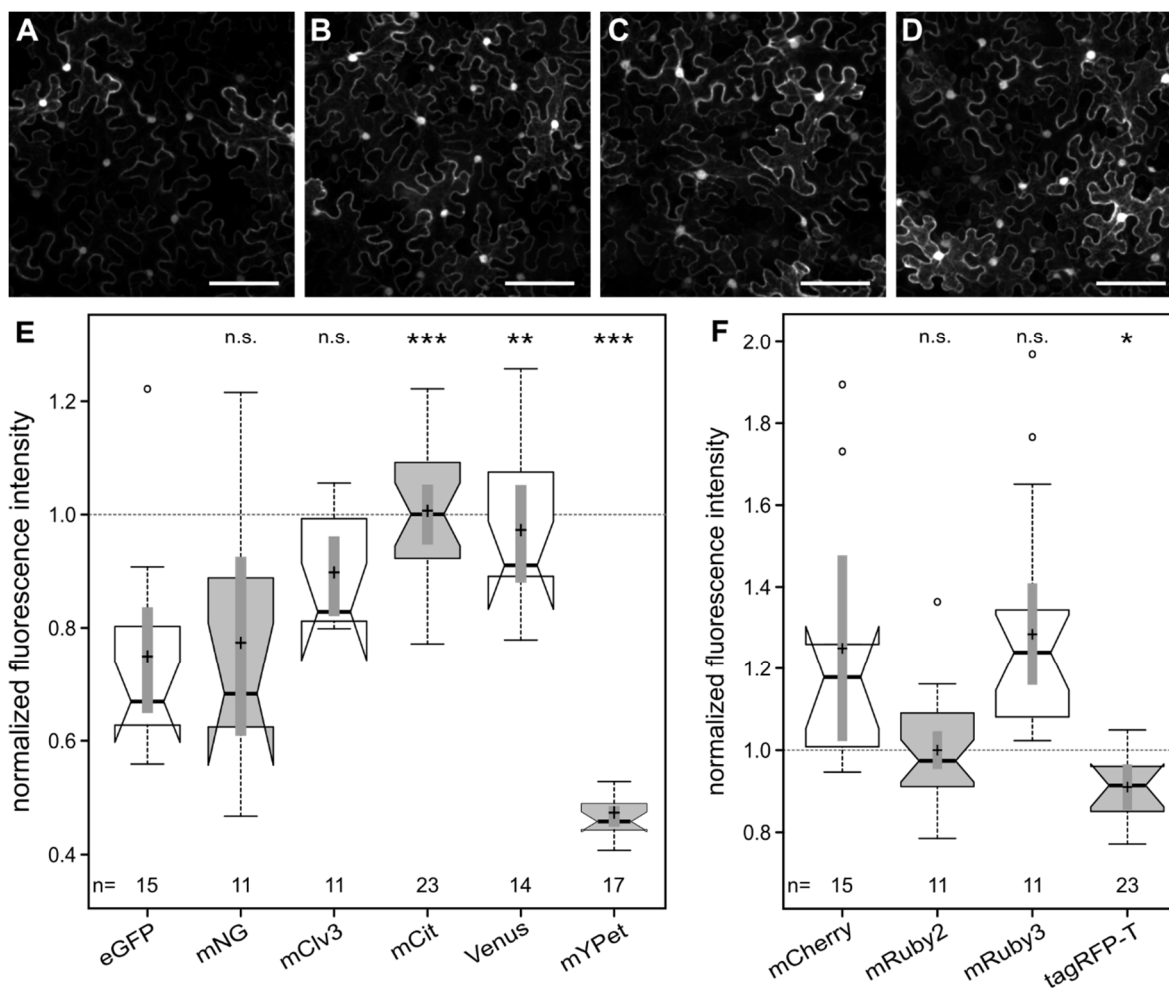 A B C D
E n.s. n.s. *** ** ***
normalized fluorescence intensity
1.2
1.0
0.8
0.6
0.4
n= 15 11 11 23 14 17
eGFP mNG mClv3 mCit Venus mYPet
F n.s. n.s. *
normalized fluorescence intensity
2.0
1.8
1.6
1.4
1.2
1.0
0.8
n= 15 11 11 23
mCherry mRuby2 mRuby3 tagRFP-T